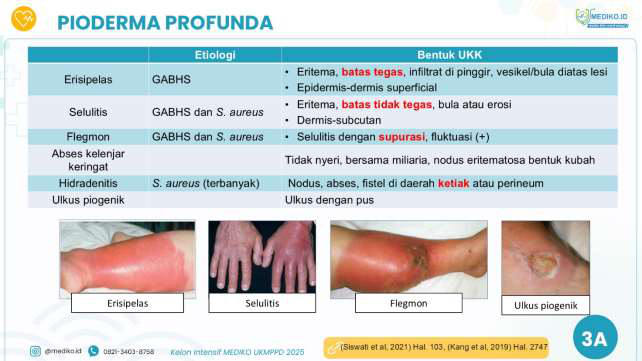 PIODERMA PROFUNDA
MEDIKO.ID
Etiologi Bentuk UKK
Erisipelas GABHS • Eritema, batas tegas, infiltrat di pinggir, vesikel/bula diatas lesi
• Epidermis-dermis superficial
Selulitis GABHS dan S. aureus • Eritema, batas tidak tegas, bula atau erosi
• Dermis-subcutan
Flegmon GABHS dan S. aureus • Selulitis dengan supurasi, fluktuasi (+)
Abses kelenjar
keringat Tidak nyeri, bersama miliaria, nodus eritematosa bentuk kubah
Hidradenitis S. aureus (terbanyak) Nodus, abses, fistel di daerah ketiak atau perineum
Ulkus piogenik Ulkus dengan pus
Erisipelas
Selulitis
Flegmon
Ulkus piogenik
@mediko.id 0821-3403-8758 Kelon Intensif MEDIKO UKMPPD 2025
(Siswati et al, 2021) Hal. 103, (Kang et al, 2019) Hal. 2747
3A